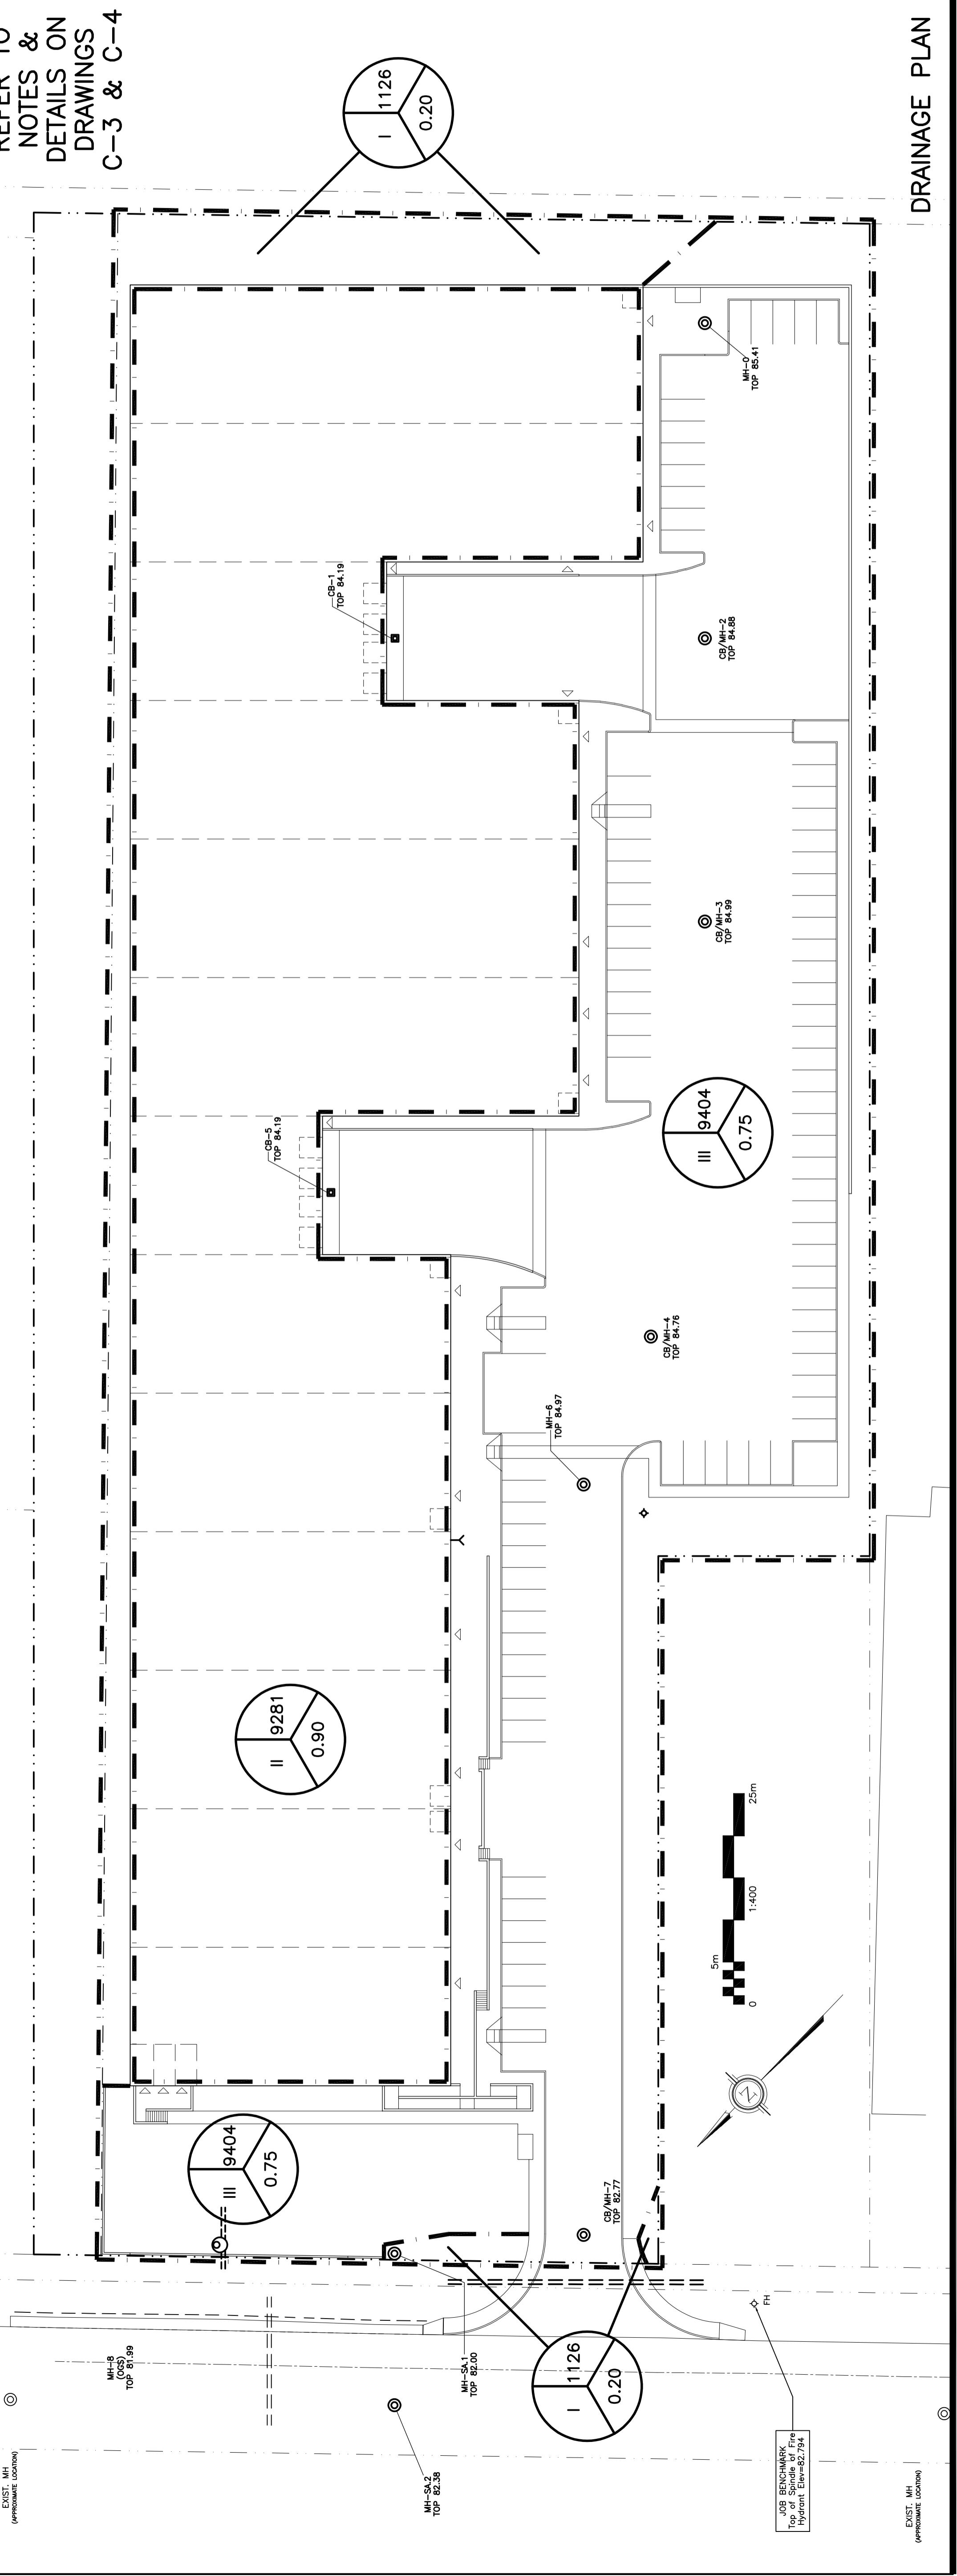 REFER TO
NOTES &
DETAILS ON
DRAWINGS
C-3 & C-4
I
1126
0.20
DRAINAGE PLAN
MH-0
TOP 85.41
CB-1
TOP 84.19
CB/MH-2
TOP 84.88
CB/MH-3
TOP 84.99
CB-5
TOP 84.19
III
9404
0.75
CB/MH-4
TOP 84.76
MH-6
TOP 84.97
II
9281
0.90
5m
0
1:400
25m
N
III
9404
0.75
CB/MH-7
TOP 82.77
FH
MH-8
(OGS)
TOP 81.99
MH-SA.1
TOP 82.00
I
1126
0.20
MH-SA.2
TOP 82.38
JOB BENCHMARK
Top of Spindle of Fire
Hydrant Elev=82.794
EXIST. MH
(APPROXIMATE LOCATION)
EXIST. MH
(APPROXIMATE LOCATION)